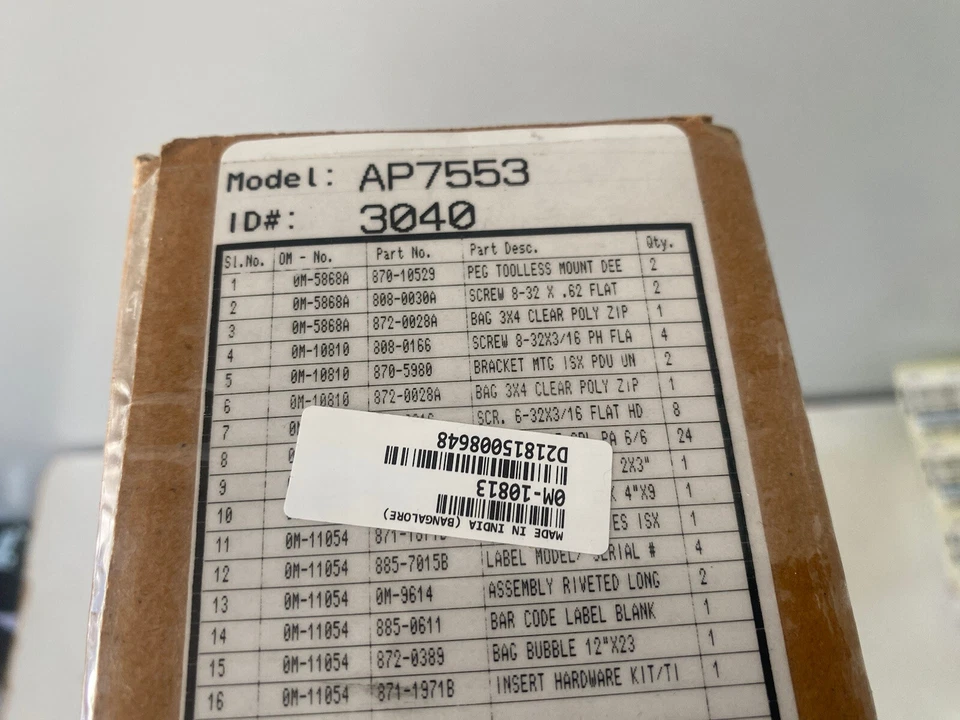 Model: AP7553
ID#: 3040
Sl.No. OM - No. Part No. Part Desc. Qty.
1 0M-5868A 870-10529 PEG TOOLLESS MOUNT DEE 2
2 0M-5868A 808-0030A SCREW 8-32 X .62 FLAT 2
3 0M-5868A 872-0028A BAG 3X4 CLEAR POLY ZIP 1
4 0M-10810 808-0166 SCREW 8-32X3/16 PH FLA 4
5 0M-10810 870-5980 BRACKET MTG ISX PDU UN 2
6 0M-10810 872-0028A BAG 3X4 CLEAR POLY ZIP 1
7 SCR. 6-32X3/16 FLAT HD 8
8 6/6 24
9 2X3" 1
10 4"X9 1
11 0M-11054 ISX 1
12 0M-11054 885-7015B LABEL MODEL/ SERIAL # 4
13 0M-11054 0M-9614 ASSEMBLY RIVETED LONG 2
14 0M-11054 885-0611 BAR CODE LABEL BLANK 1
15 0M-11054 872-0389 BAG BUBBLE 12"X23 1
16 0M-11054 871-1971B INSERT HARDWARE KIT/TI 1
MADE IN INDIA (BANGALORE)
0M-10813
D21815008648